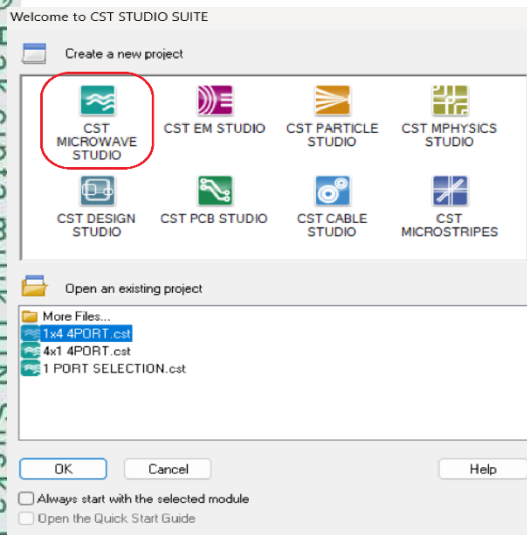 Welcome to CST STUDIO SUITE
Create a new project
CST MICROWAVE STUDIO
CST EM STUDIO
CST PARTICLE STUDIO
CST MPHYSICS STUDIO
CST DESIGN STUDIO
CST PCB STUDIO
CST CABLE STUDIO
CST MICROSTRIPES
Open an existing project
More Files...
1x4 4PORT.cst
4x1 4PORT.cst
1 PORT SELECTION.cst
OK
Cancel
Help
Always start with the selected module
Open the Quick Start Guide